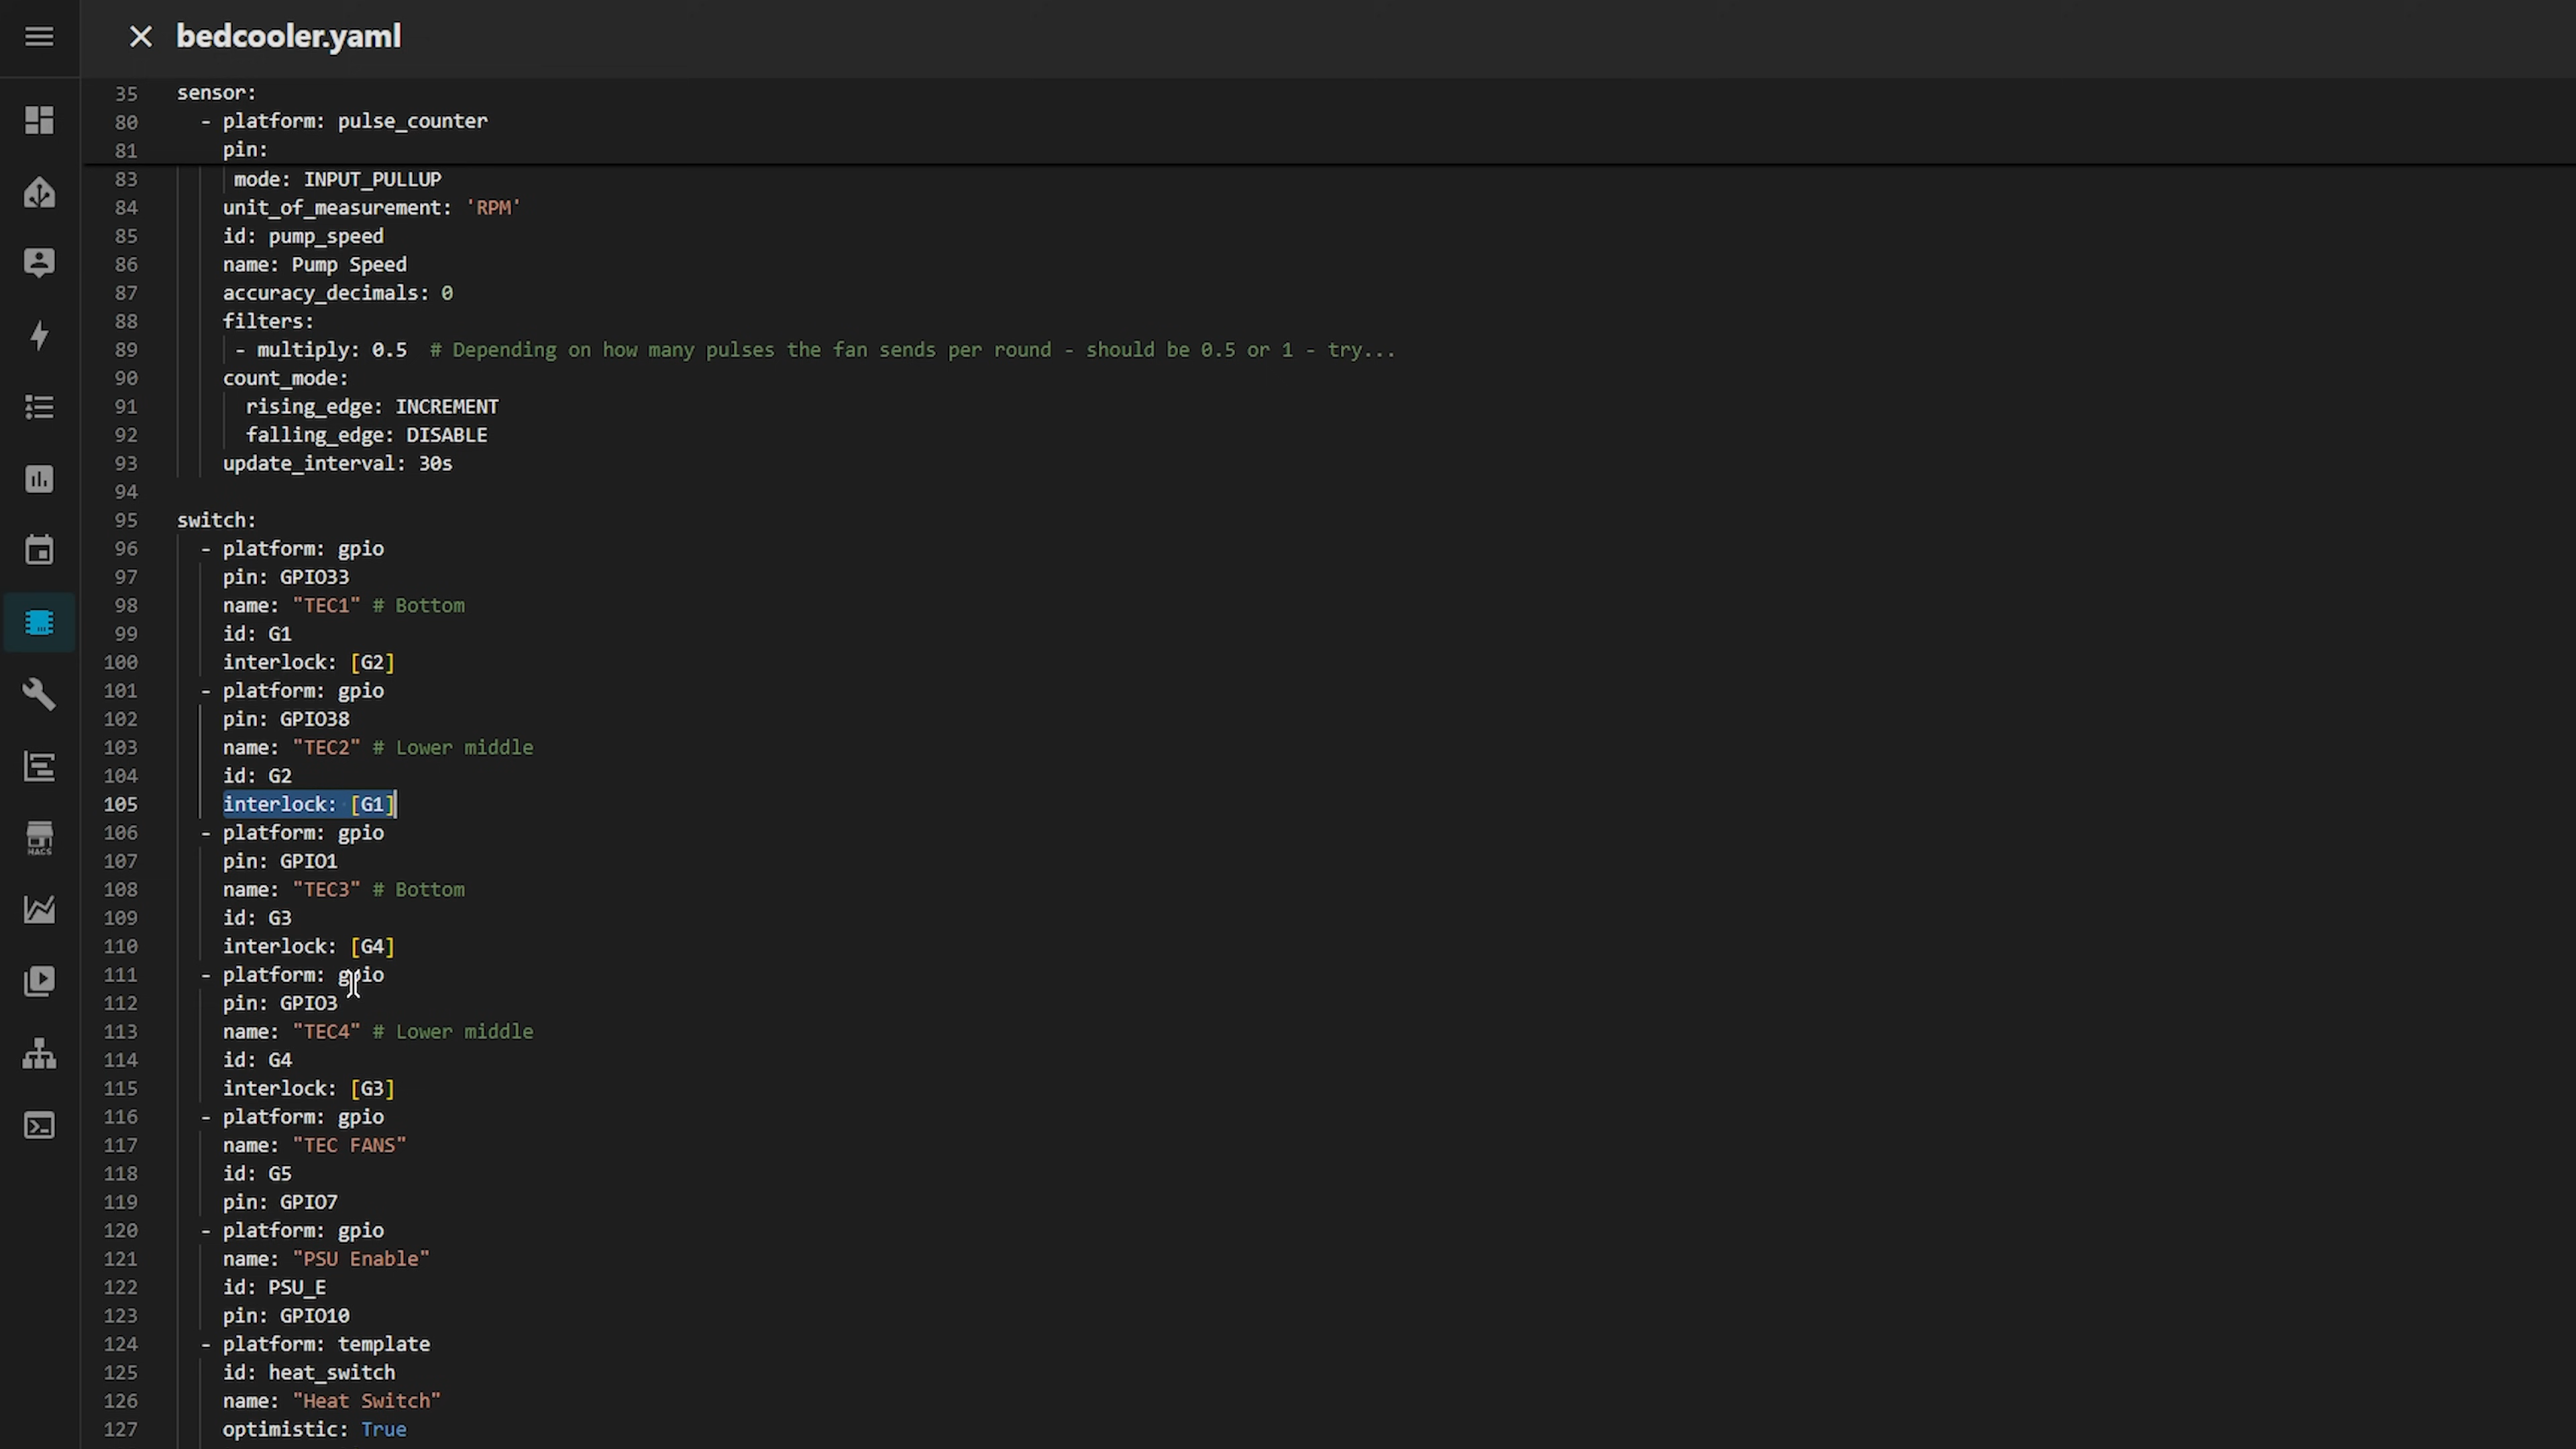 bedcooler.yaml
35 sensor:
80 - platform: pulse_counter
81 pin:
83 mode: INPUT_PULLUP
84 unit_of_measurement: 'RPM'
85 id: pump_speed
86 name: Pump Speed
87 accuracy_decimals: 0
88 filters:
89 - multiply: 0.5 # Depending on how many pulses the fan sends per round - should be 0.5 or 1 - try...
90 count_mode:
91 rising_edge: INCREMENT
92 falling_edge: DISABLE
93 update_interval: 30s
94
95 switch:
96 - platform: gpio
97 pin: GPIO33
98 name: "TEC1" # Bottom
99 id: G1
100 interlock: [G2]
101 - platform: gpio
102 pin: GPIO38
103 name: "TEC2" # Lower middle
104 id: G2
105 interlock: [G1]
106 - platform: gpio
107 pin: GPIO1
108 name: "TEC3" # Bottom
109 id: G3
110 interlock: [G4]
111 - platform: gpio
112 pin: GPIO3
113 name: "TEC4" # Lower middle
114 id: G4
115 interlock: [G3]
116 - platform: gpio
117 name: "TEC FANS"
118 id: G5
119 pin: GPIO7
120 - platform: gpio
121 name: "PSU Enable"
122 id: PSU_E
123 pin: GPIO10
124 - platform: template
125 id: heat_switch
126 name: "Heat Switch"
127 optimistic: True
HACS